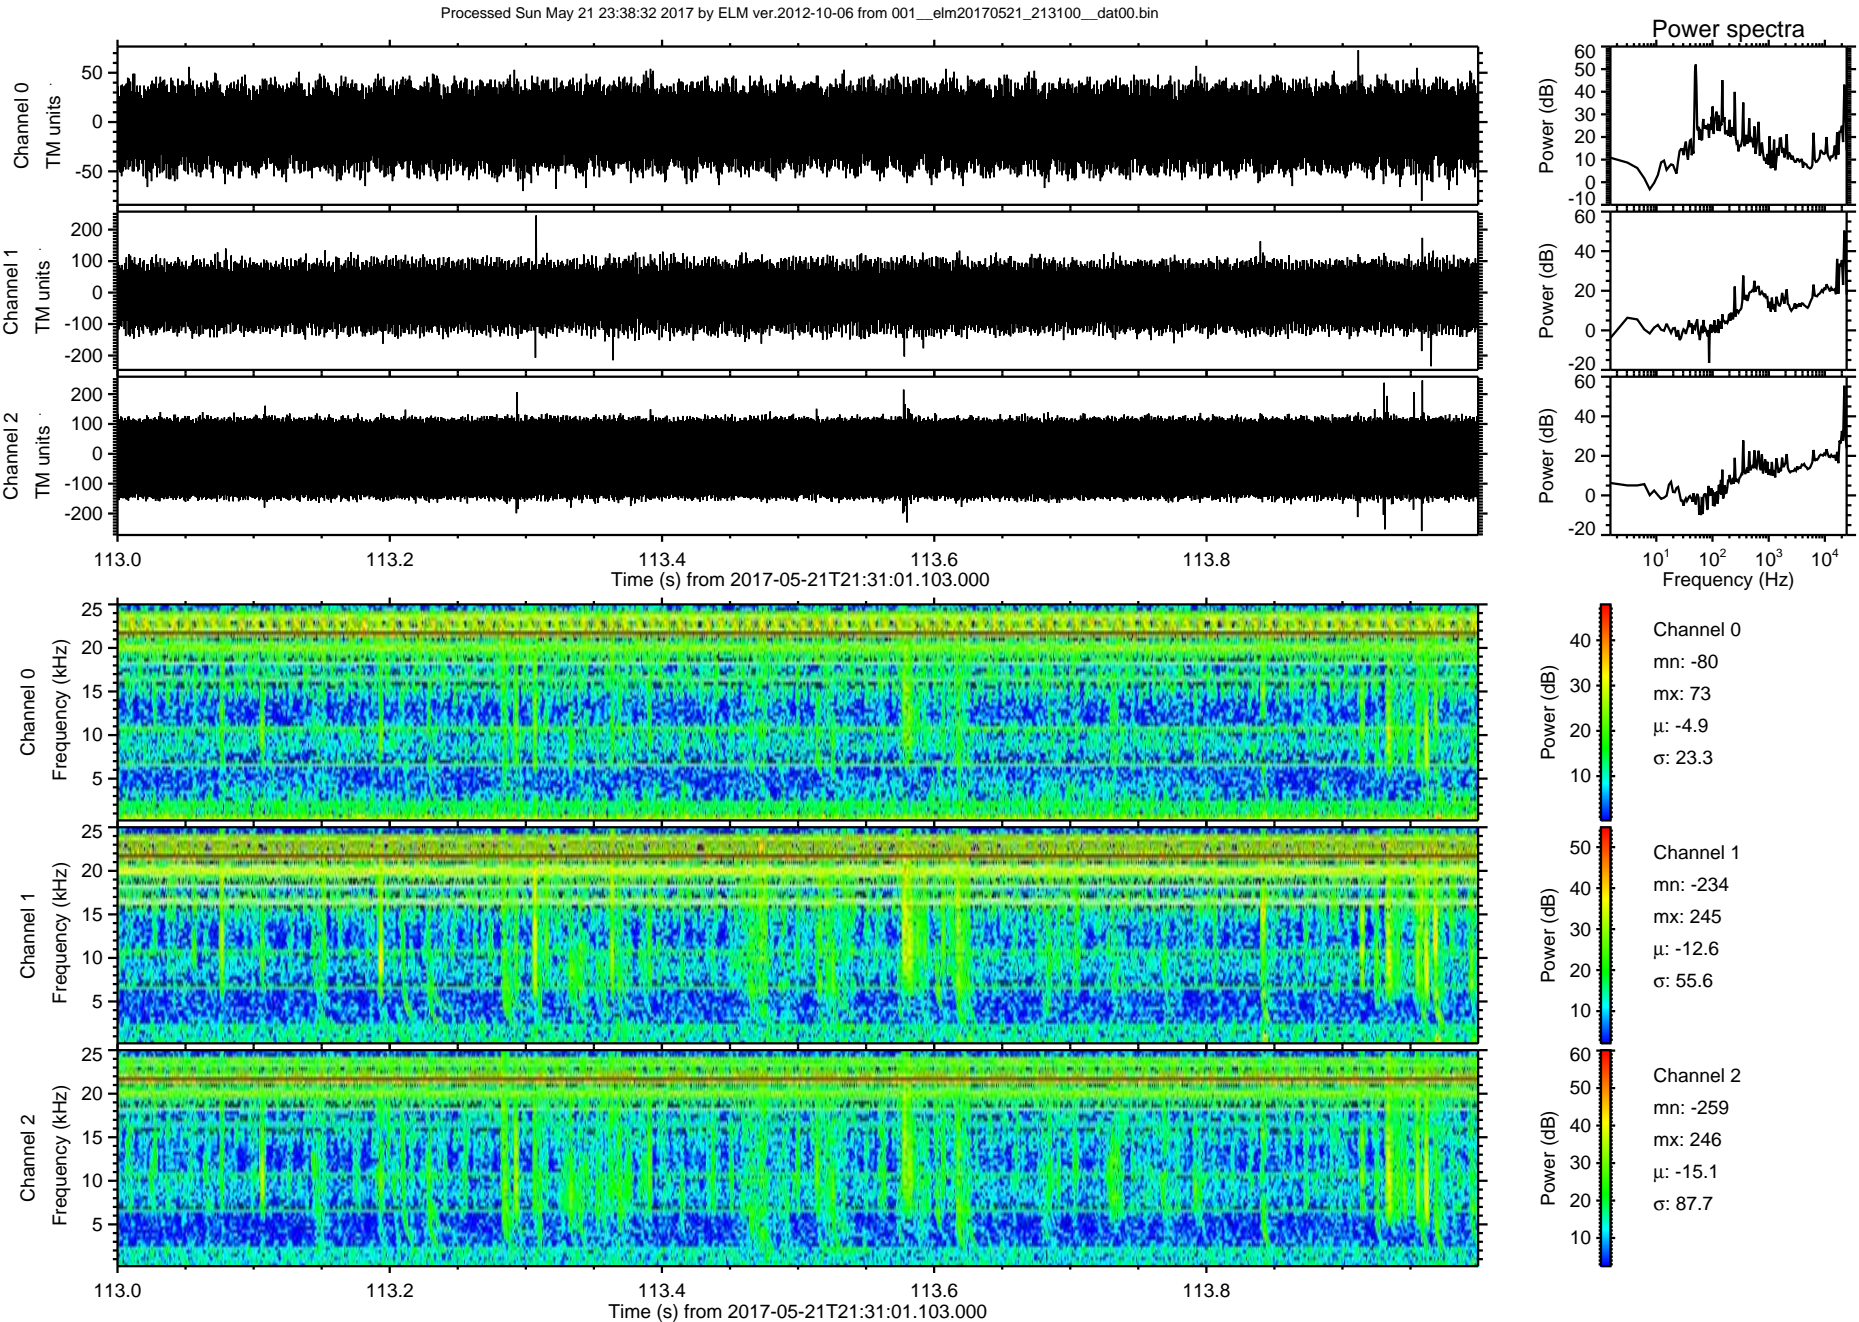 Processed Sun May 21 23:38:32 2017 by ELM ver.2012-10-06 from 001__elm20170521_213100__dat00.bin
Power spectra
Channel 0
TM units
50
0
-50
Power (dB)
60
50
40
30
20
10
0
-10
Channel 1
TM units
200
100
0
-100
-200
Power (dB)
60
40
20
0
-20
Channel 2
TM units
200
100
0
-100
-200
Power (dB)
60
40
20
0
-20
113.0 113.2 113.4 113.6 113.8
Time (s) from 2017-05-21T21:31:01.103.000
10¹ 10² 10³ 10⁴
Frequency (Hz)
Channel 0
Frequency (kHz)
25
20
15
10
5
Power (dB)
40
30
20
10
Channel 0
mn: -80
mx: 73
μ: -4.9
σ: 23.3
Channel 1
Frequency (kHz)
25
20
15
10
5
Power (dB)
50
40
30
20
10
Channel 1
mn: -234
mx: 245
μ: -12.6
σ: 55.6
Channel 2
Frequency (kHz)
25
20
15
10
5
Power (dB)
60
50
40
30
20
10
Channel 2
mn: -259
mx: 246
μ: -15.1
σ: 87.7
113.0 113.2 113.4 113.6 113.8
Time (s) from 2017-05-21T21:31:01.103.000